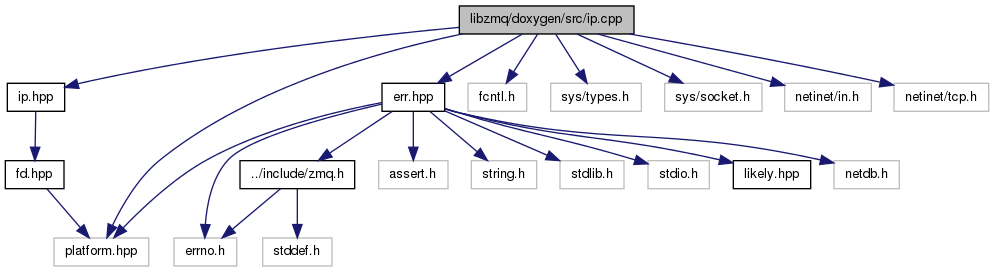 libzmq/doxygen/src/ip.cpp
ip.hpp
err.hpp
fcntl.h
sys/types.h
sys/socket.h
netinet/in.h
netinet/tcp.h
fd.hpp
../include/zmq.h
assert.h
string.h
stdlib.h
stdio.h
likely.hpp
netdb.h
platform.hpp
errno.h
stddef.h